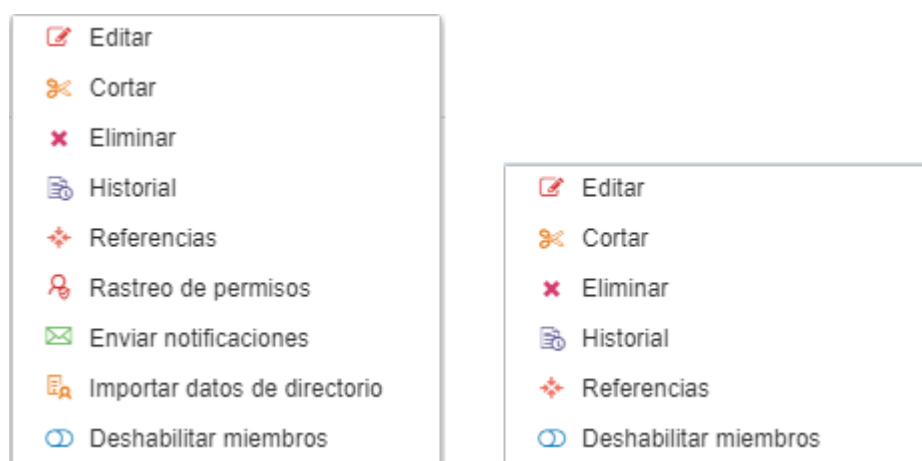 Editar
Cortar
Eliminar
Historial
Referencias
Rastreo de permisos
Enviar notificaciones
Importar datos de directorio
Deshabilitar miembros
Editar
Cortar
Eliminar
Historial
Referencias
Deshabilitar miembros